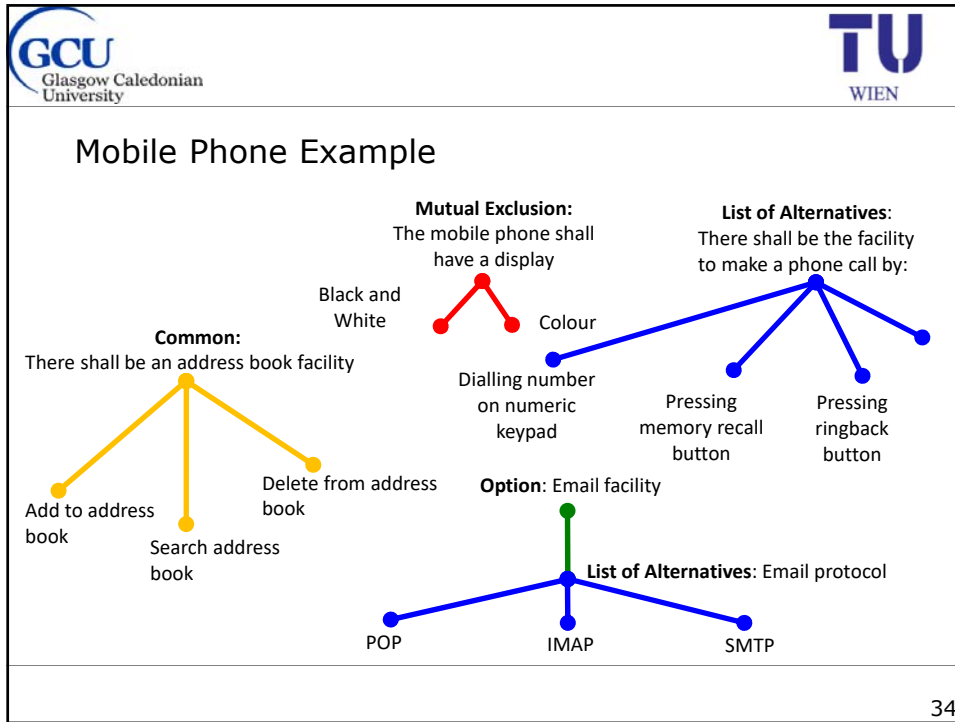 GCU
Glasgow Caledonian
University
TU
WIEN
Mobile Phone Example
Mutual Exclusion:
The mobile phone shall
have a display
Black and
White
Colour
List of Alternatives:
There shall be the facility
to make a phone call by:
Dialling number
on numeric
keypad
Pressing
memory recall
button
Pressing
ringback
button
Common:
There shall be an address book facility
Add to address
book
Search address
book
Delete from address
book
Option: Email facility
List of Alternatives: Email protocol
POP
IMAP
SMTP
34